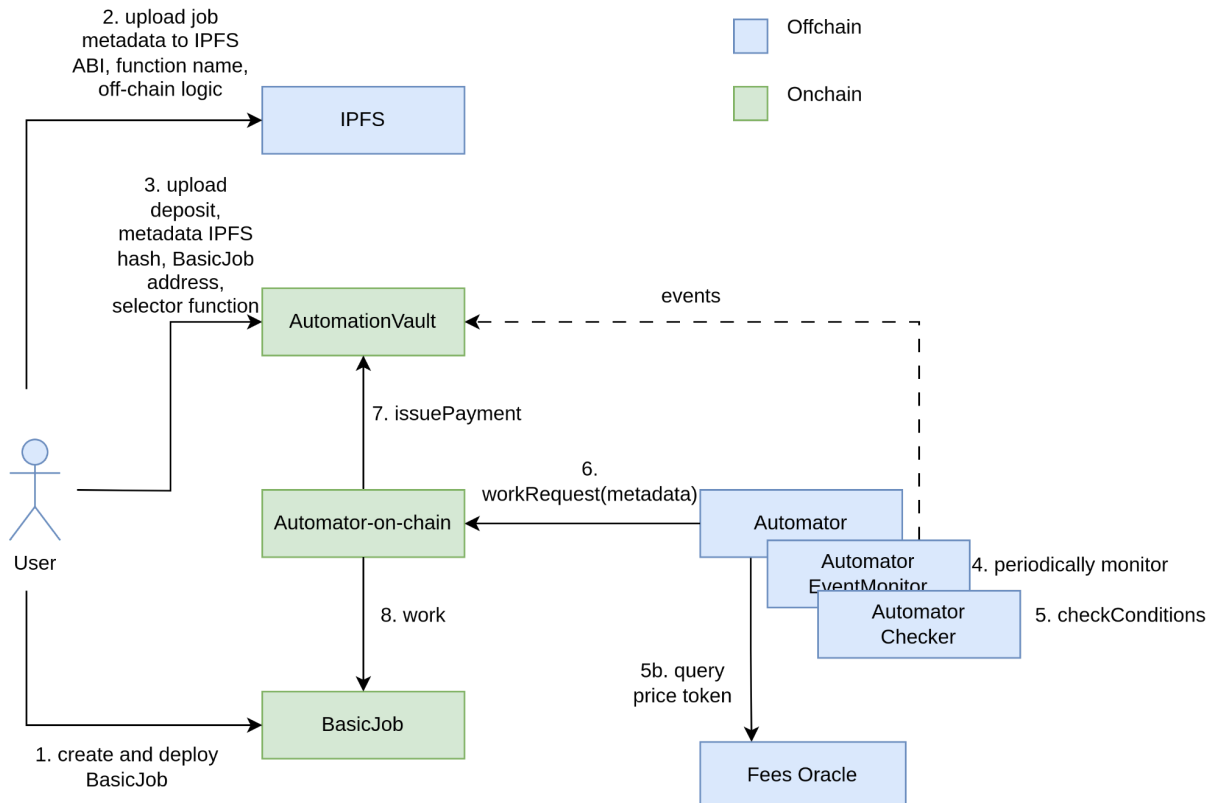 2. upload job
metadata to IPFS
ABI, function name,
off-chain logic
Offchain
Onchain
IPFS
3. upload
deposit,
metadata IPFS
hash, BasicJob
address,
selector function
AutomationVault
events
7. issuePayment
6.
workRequest(metadata)
Automator-on-chain
Automator
Automator
EventMonitor
4. periodically monitor
Automator
Checker
5. checkConditions
User
8. work
5b. query
price token
BasicJob
1. create and deploy
BasicJob
Fees Oracle